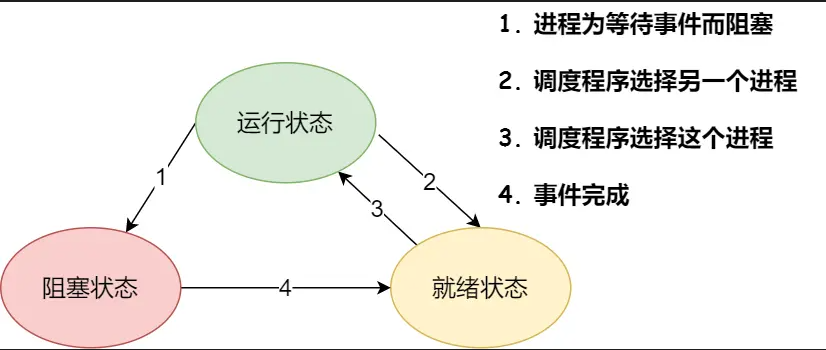 1. 进程为等待事件而阻塞
2. 调度程序选择另一个进程
3. 调度程序选择这个进程
4. 事件完成
运行状态
1
2
3
阻塞状态
4
就绪状态